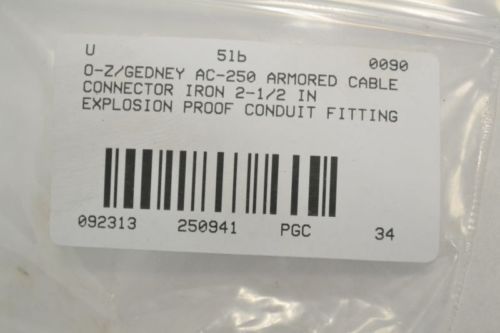 U 51b 0090
O-Z/GEDNEY AC-250 ARMORED CABLE
CONNECTOR IRON 2-1/2 IN
EXPLOSION PROOF CONDUIT FITTING
092313 250941 PGC 34